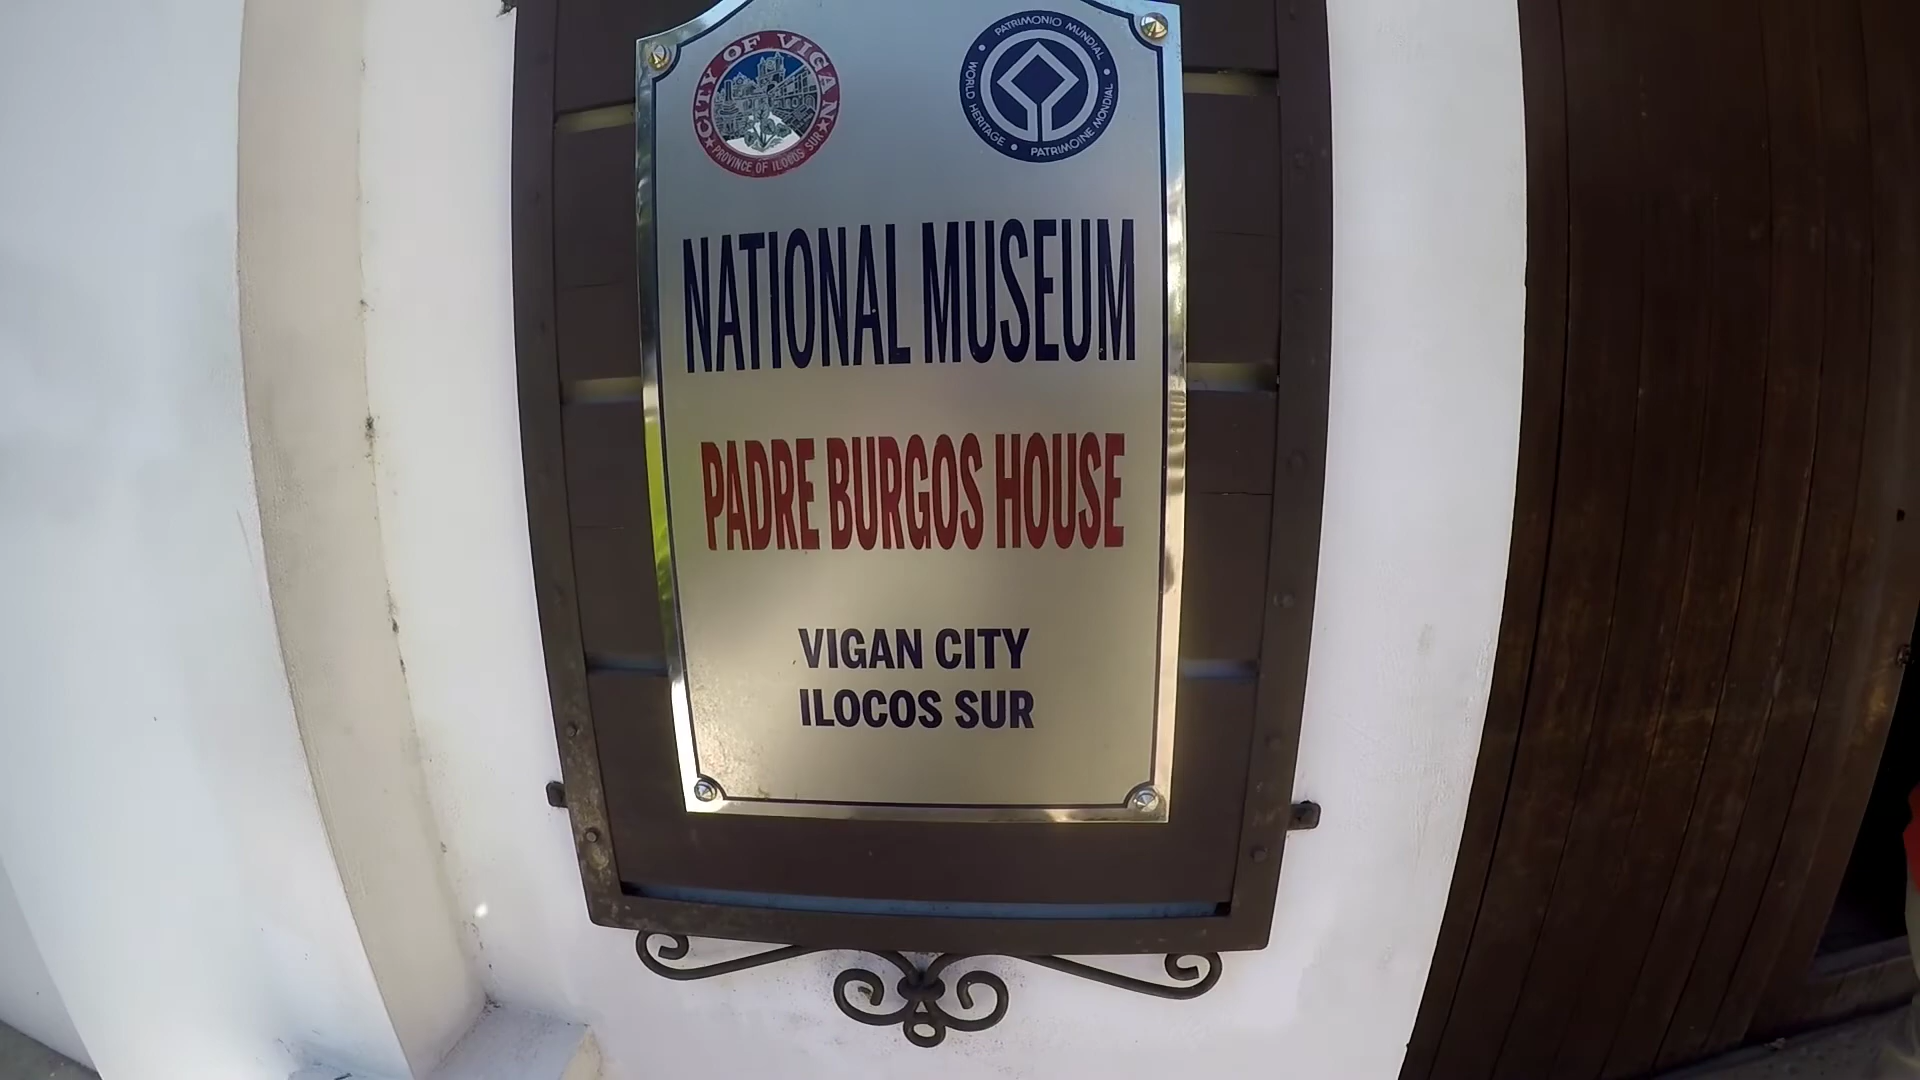 CITY OF VIGAN
PROVINCE OF ILOCOS SUR
PATRIMONIO MUNDIAL
WORLD HERITAGE
PATRIMOINE MONDIAL
NATIONAL MUSEUM
PADRE BURGOS HOUSE
VIGAN CITY
ILOCOS SUR